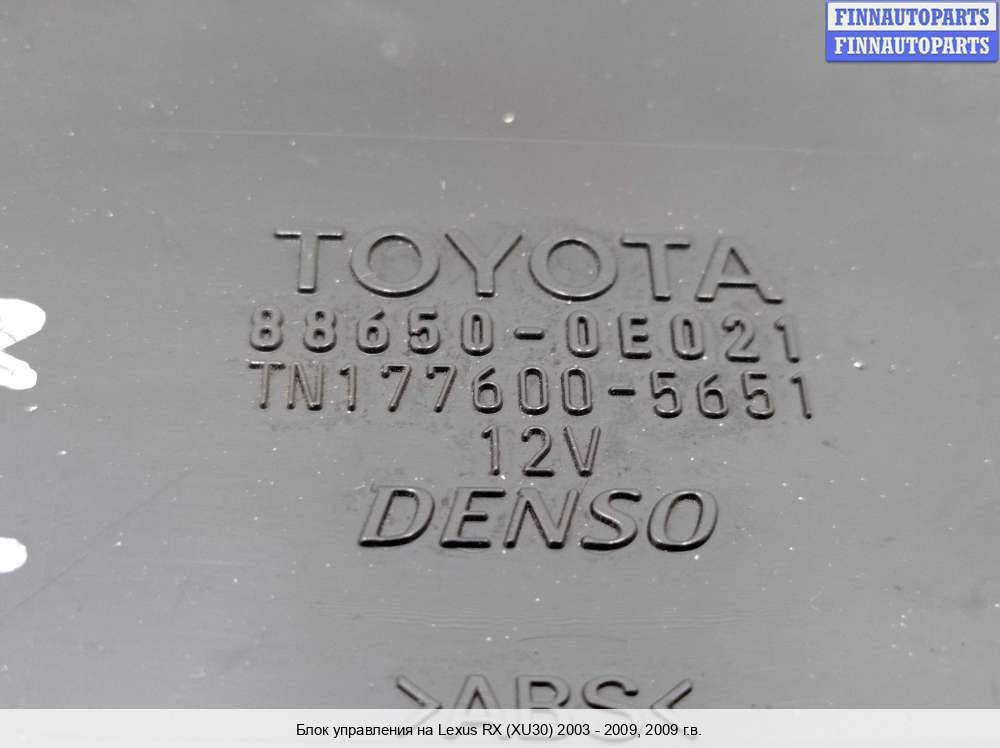 FINNAUTOPARTS
FINNAUTOPARTS
TOYOTA
88650-0E021
TN177600-5651
12V
DENSO
>ABS<
Блок управления на Lexus RX (XU30) 2003 - 2009, 2009 г.в.